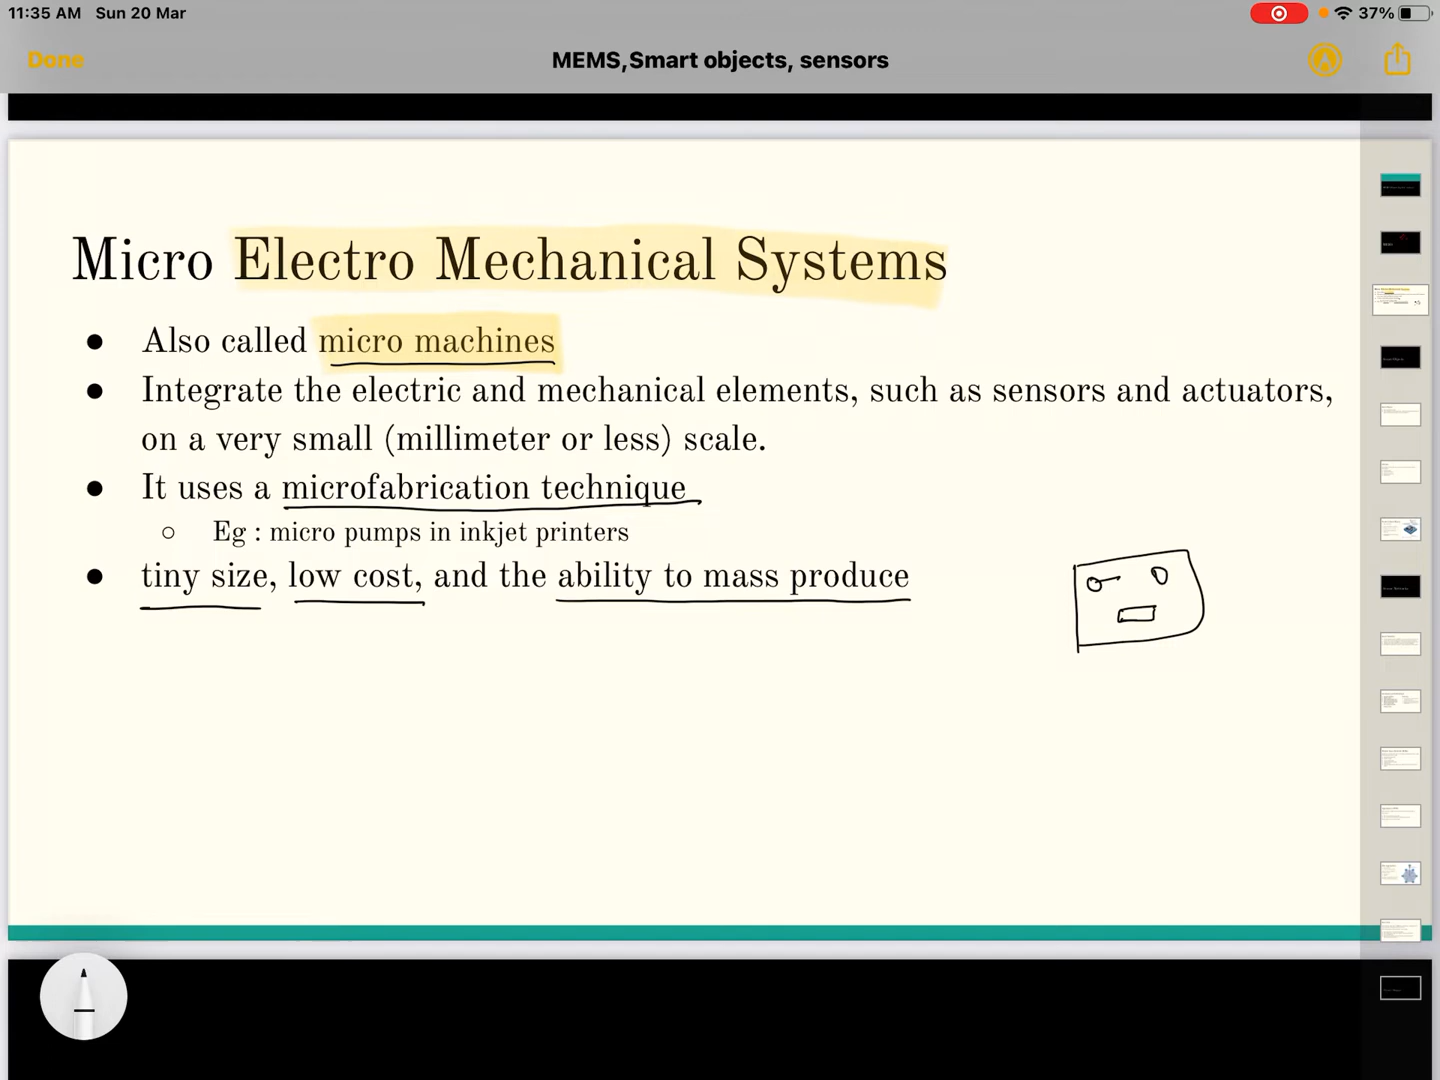 11:35 AM Sun 20 Mar
37%
Done
MEMS,Smart objects, sensors
Micro Electro Mechanical Systems
● Also called micro machines
● Integrate the electric and mechanical elements, such as sensors and actuators,
on a very small (millimeter or less) scale.
● It uses a microfabrication technique
○ Eg : micro pumps in inkjet printers
● tiny size, low cost, and the ability to mass produce